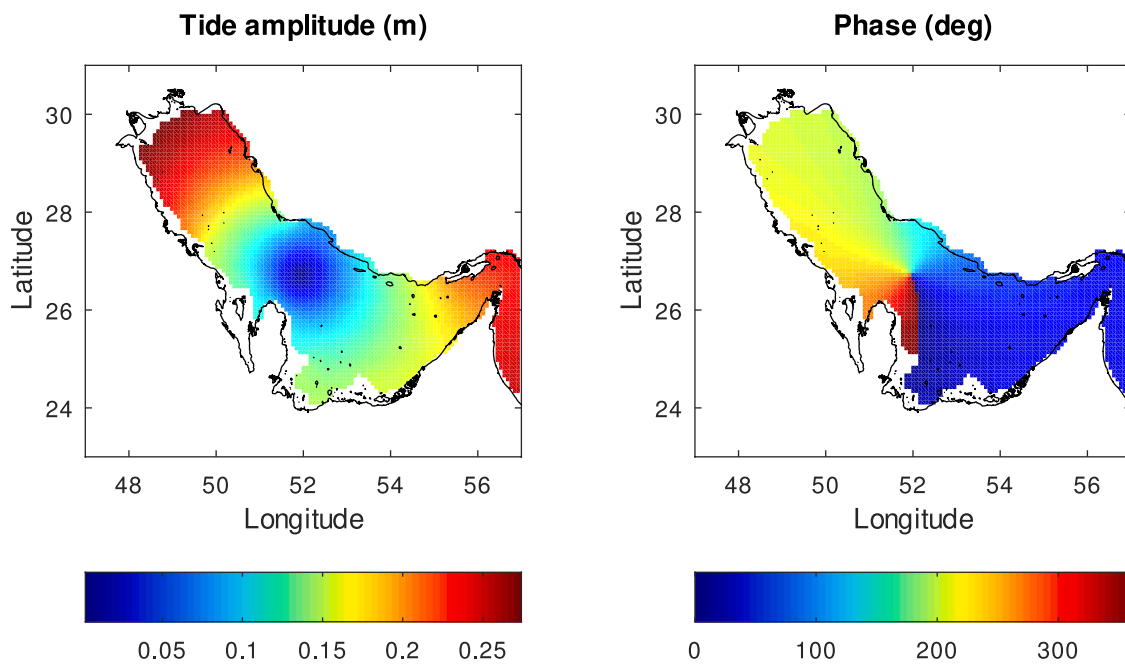 Tide amplitude (m)
30
28
26
24
Latitude
48 50 52 54 56
Longitude
0.05 0.1 0.15 0.2 0.25
Phase (deg)
30
28
26
24
Latitude
48 50 52 54 56
Longitude
0 100 200 300